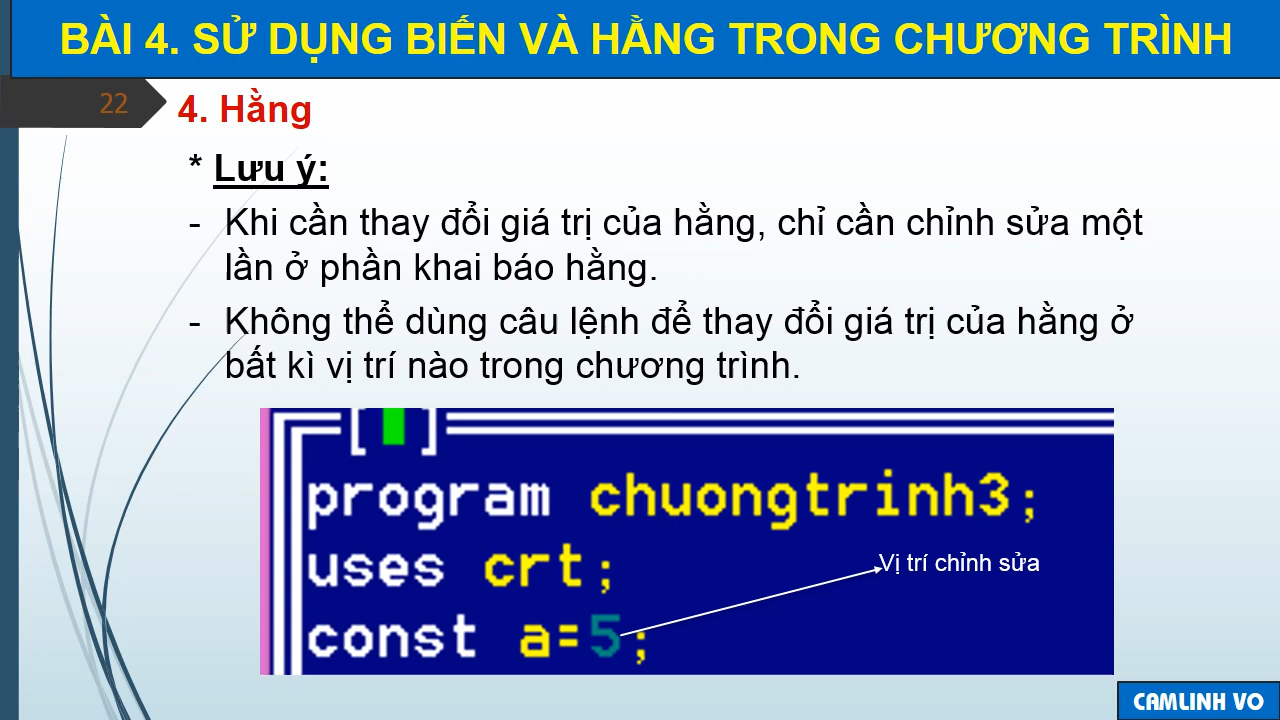 BÀI 4. SỬ DỤNG BIẾN VÀ HẰNG TRONG CHƯƠNG TRÌNH
22
4. Hằng
* Lưu ý:
- Khi cần thay đổi giá trị của hằng, chỉ cần chỉnh sửa một
lần ở phần khai báo hằng.
- Không thể dùng câu lệnh để thay đổi giá trị của hằng ở
bất kì vị trí nào trong chương trình.
program chuongtrinh3;
uses crt;
Vị trí chỉnh sửa
const a=5;
CAMLINH VO